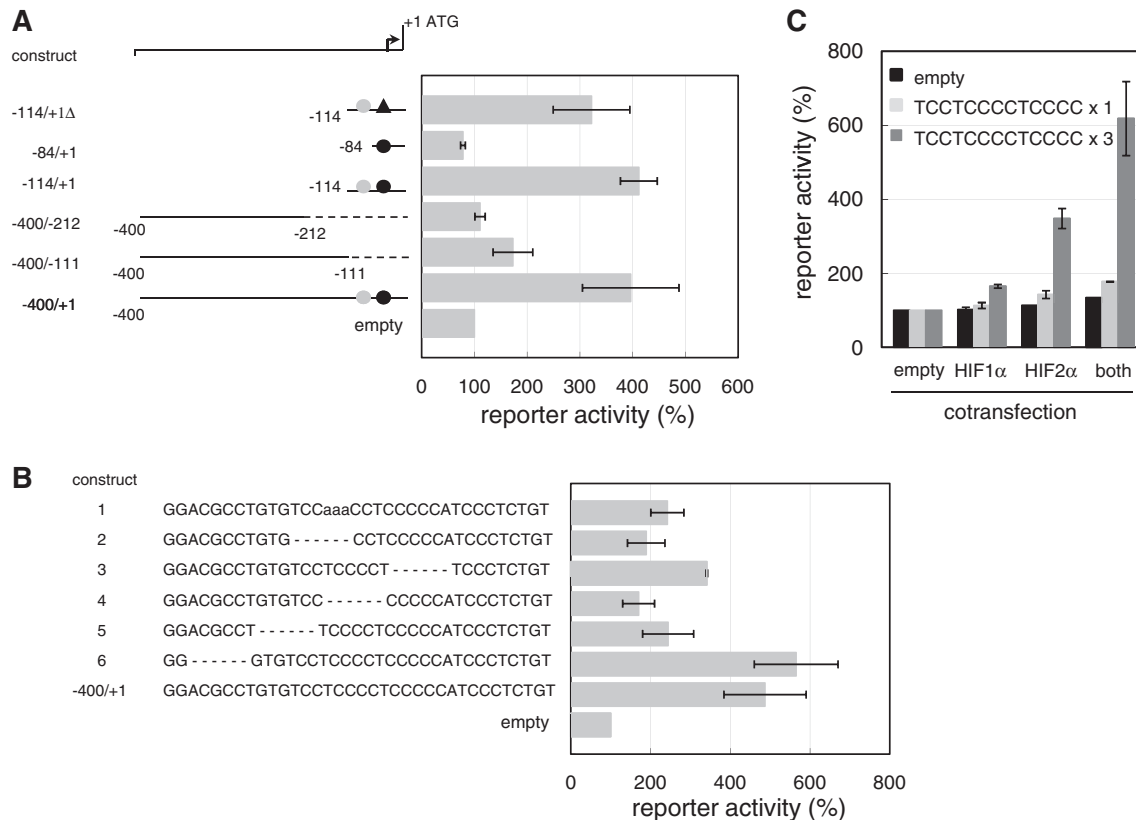 A
+1 ATG
construct
-114/+1Δ
-114
-84/+1
-84
-114/+1
-114
-400/-212
-400
-212
-400/-111
-400
-111
-400/+1
-400
empty
0 100 200 300 400 500 600
reporter activity (%)
C
800
600
400
200
0
reporter activity (%)
empty
TCCTCCCCTCCCC x 1
TCCTCCCCTCCCC x 3
empty HIF1α HIF2α both
cotransfection
B
construct
1 GGACGCCTGTGTCCaaaCCTCCCCCATCCCTCTGT
2 GGACGCCTGTG - - - - - - CCTCCCCCATCCCTCTGT
3 GGACGCCTGTGTCCTCCCCT - - - - - - TCCCTCTGT
4 GGACGCCTGTGTCC - - - - - - CCCCCATCCCTCTGT
5 GGACGCCT - - - - - - TCCCCTCCCCCATCCCTCTGT
6 GG - - - - - - GTGTCCTCCCCTCCCCCATCCCTCTGT
-400/+1 GGACGCCTGTGTCCTCCCCTCCCCCATCCCTCTGT
empty
0 200 400 600 800
reporter activity (%)